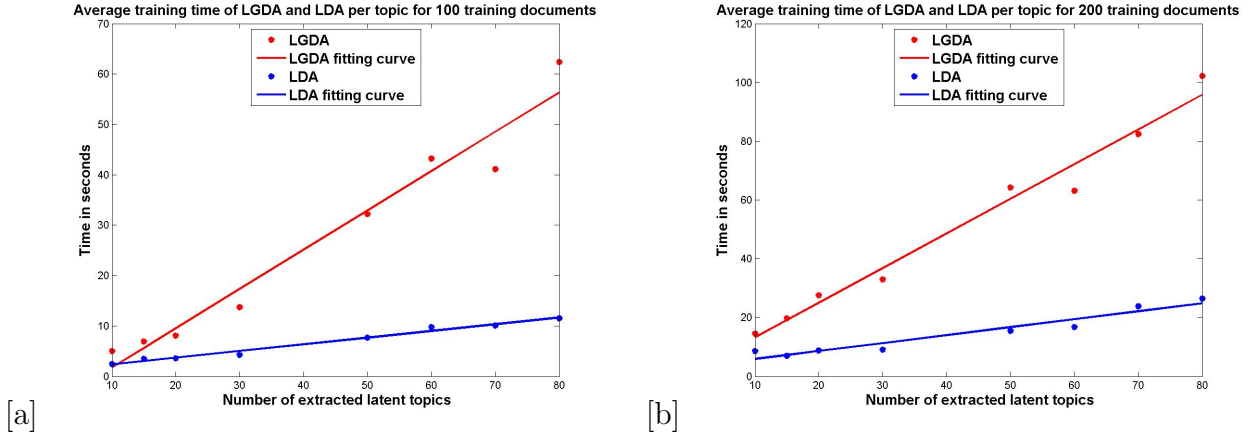 Average training time of LGDA and LDA per topic for 100 training documents
70
60
50
40
30
20
10
0
Time in seconds
LGDA
LGDA fitting curve
LDA
LDA fitting curve
10 20 30 40 50 60 70 80
Number of extracted latent topics
[a]
Average training time of LGDA and LDA per topic for 200 training documents
120
100
80
60
40
20
0
Time in seconds
LGDA
LGDA fitting curve
LDA
LDA fitting curve
10 20 30 40 50 60 70 80
Number of extracted latent topics
[b]